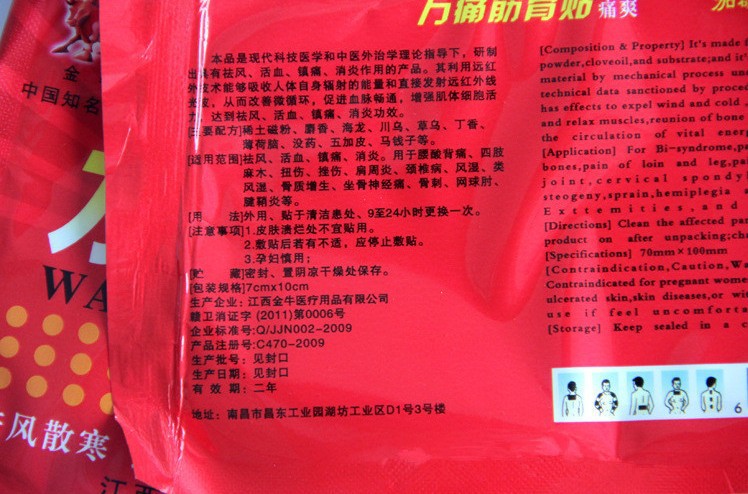 万痛筋骨贴 痛爽
本品是现代科技医学和中医外治学理论指导下，研制
出具有祛风、活血、镇痛、消炎作用的产品。其利用远红
外技术能够吸收人体自身辐射的能量和直接发射远红外线
光波，从而改善微循环，促进血脉畅通，增强肌体细胞活
力，达到祛风、镇痛、消炎功效。
[主要配方]稀土磁粉、麝香、海龙、川乌、草乌、丁香、
薄荷脑、没药、五加皮、马钱子等。
[适用范围]祛风、活血、镇痛、消炎。用于腰酸背痛、四肢
麻木、扭伤、挫伤、肩周炎、颈椎病、风湿、类
风湿、骨质增生、坐骨神经痛、骨刺、网球肘、
腱鞘炎等。
[用 法]外用、贴于清洁患处、9至24小时更换一次。
[注意事项]1.皮肤溃烂处不宜贴用。
2.敷贴后若有不适，应停止敷贴。
3.孕妇慎用；
[贮 藏]密封、置阴凉干燥处保存。
[包装规格]7cmx10cm
生产企业：江西金牛医疗用品有限公司
赣卫消证字（2011)第0006号
企业标准号:Q/JJN002-2009
产品注册号:C470-2009
生产批号：见封口
生产日期：见封口
有 效 期：二年
地址：南昌市昌东工业园湖坊工业区D1号3号楼
[Composition & Property] It's made
powder,cloveoil,and substrate;and it'
material by mechanical process un
technical data sanctioned by proced
has effects to expel wind and cold
and relax muscles,reunion of bone
the circulation of vital ener
[Application] For Bi-syndrome,pa
bones,pain of loin and leg,pa
joint,cervical spondyl
steogeny,sprain,hemiplegia
Exttemities,and
[Directions] Clean the affected par
product on after unpacking;ch
[Specifications] 70mm×100mm
[Contraindication,Caution,Wa
Contraindicated for pregnant wome
ulcerated skin,skin diseases,or wi
use if feel uncomforta
[Storage] Keep sealed in a c
6
金
中国知名
WA
风散寒
江西